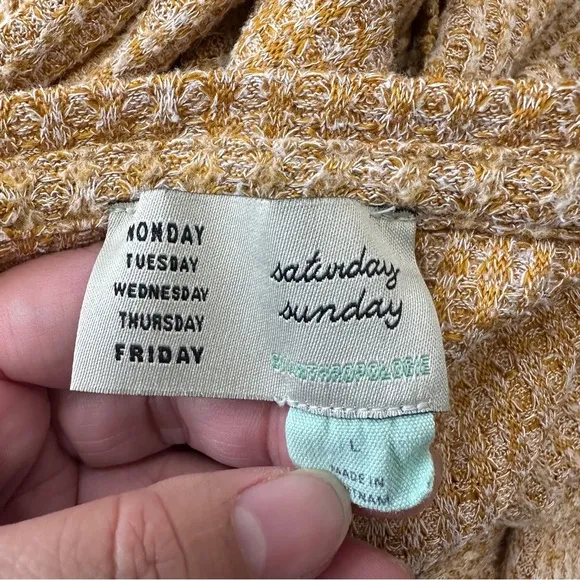 MONDAY
TUESDAY
WEDNESDAY
THURSDAY
FRIDAY
saturday
sunday
ANTHROPOLOGIE
L
MADE IN
VIETNAM